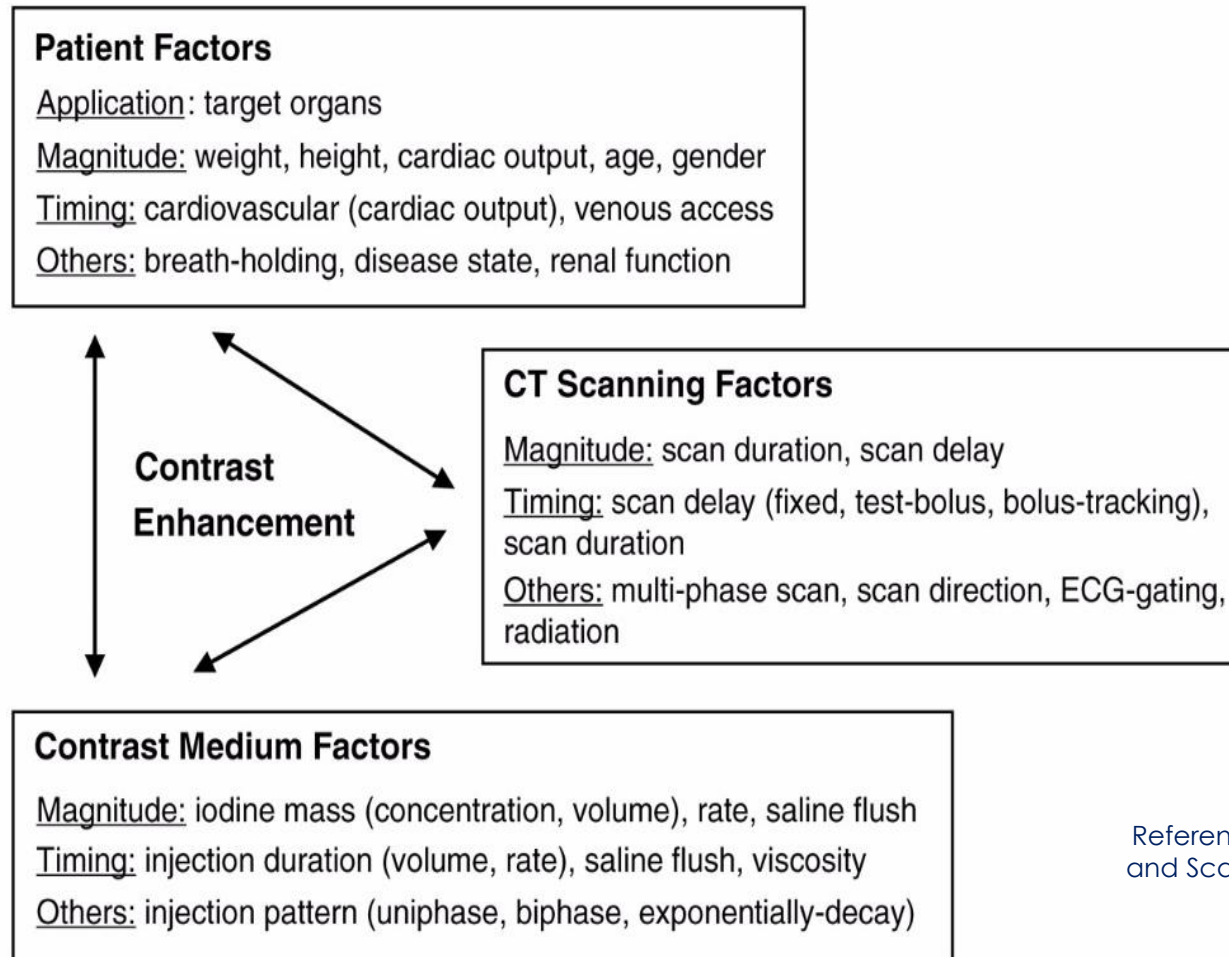 Patient Factors
Application: target organs
Magnitude: weight, height, cardiac output, age, gender
Timing: cardiovascular (cardiac output), venous access
Others: breath-holding, disease state, renal function
Contrast
Enhancement
CT Scanning Factors
Magnitude: scan duration, scan delay
Timing: scan delay (fixed, test-bolus, bolus-tracking),
scan duration
Others: multi-phase scan, scan direction, ECG-gating,
radiation
Contrast Medium Factors
Magnitude: iodine mass (concentration, volume), rate, saline flush
Timing: injection duration (volume, rate), saline flush, viscosity
Others: injection pattern (uniphase, biphase, exponentially-decay)
and